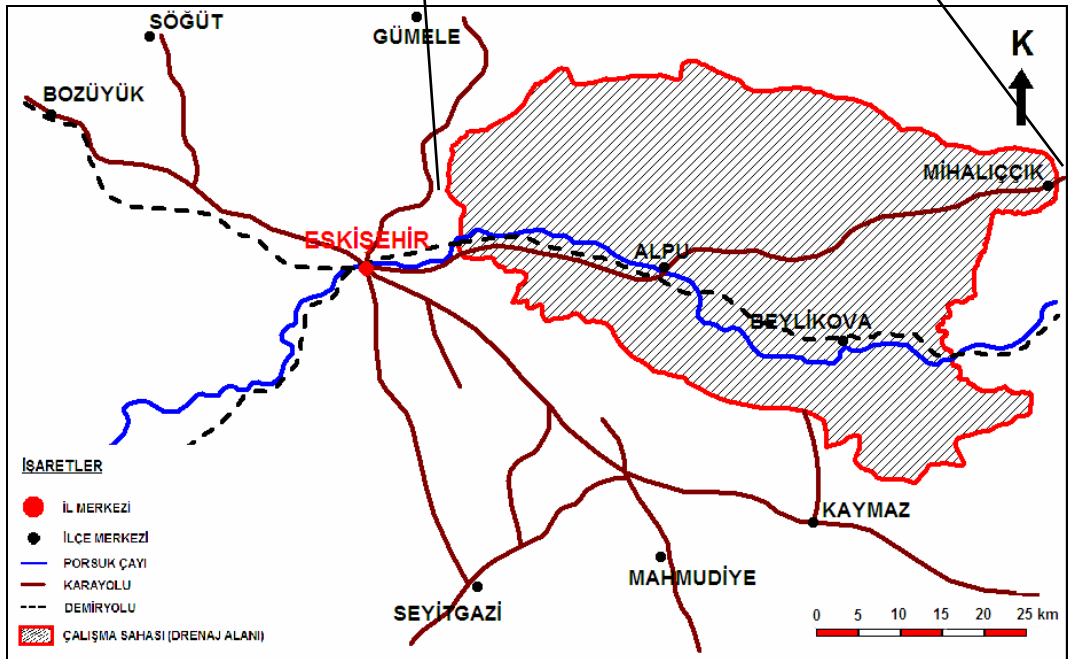 SÖĞÜT
GÜMELE
K
BOZÜYÜK
MİHALIÇÇIK
ESKİŞEHİR
ALPU
BEYLİKOVA
İŞARETLER
İL MERKEZİ
İLÇE MERKEZİ
PORSUK ÇAYI
KARAYOLU
DEMİRYOLU
ÇALIŞMA SAHASI (DRENAJ ALANI)
KAYMAZ
MAHMUDİYE
SEYİTGAZİ
0 5 10 15 20 25 km